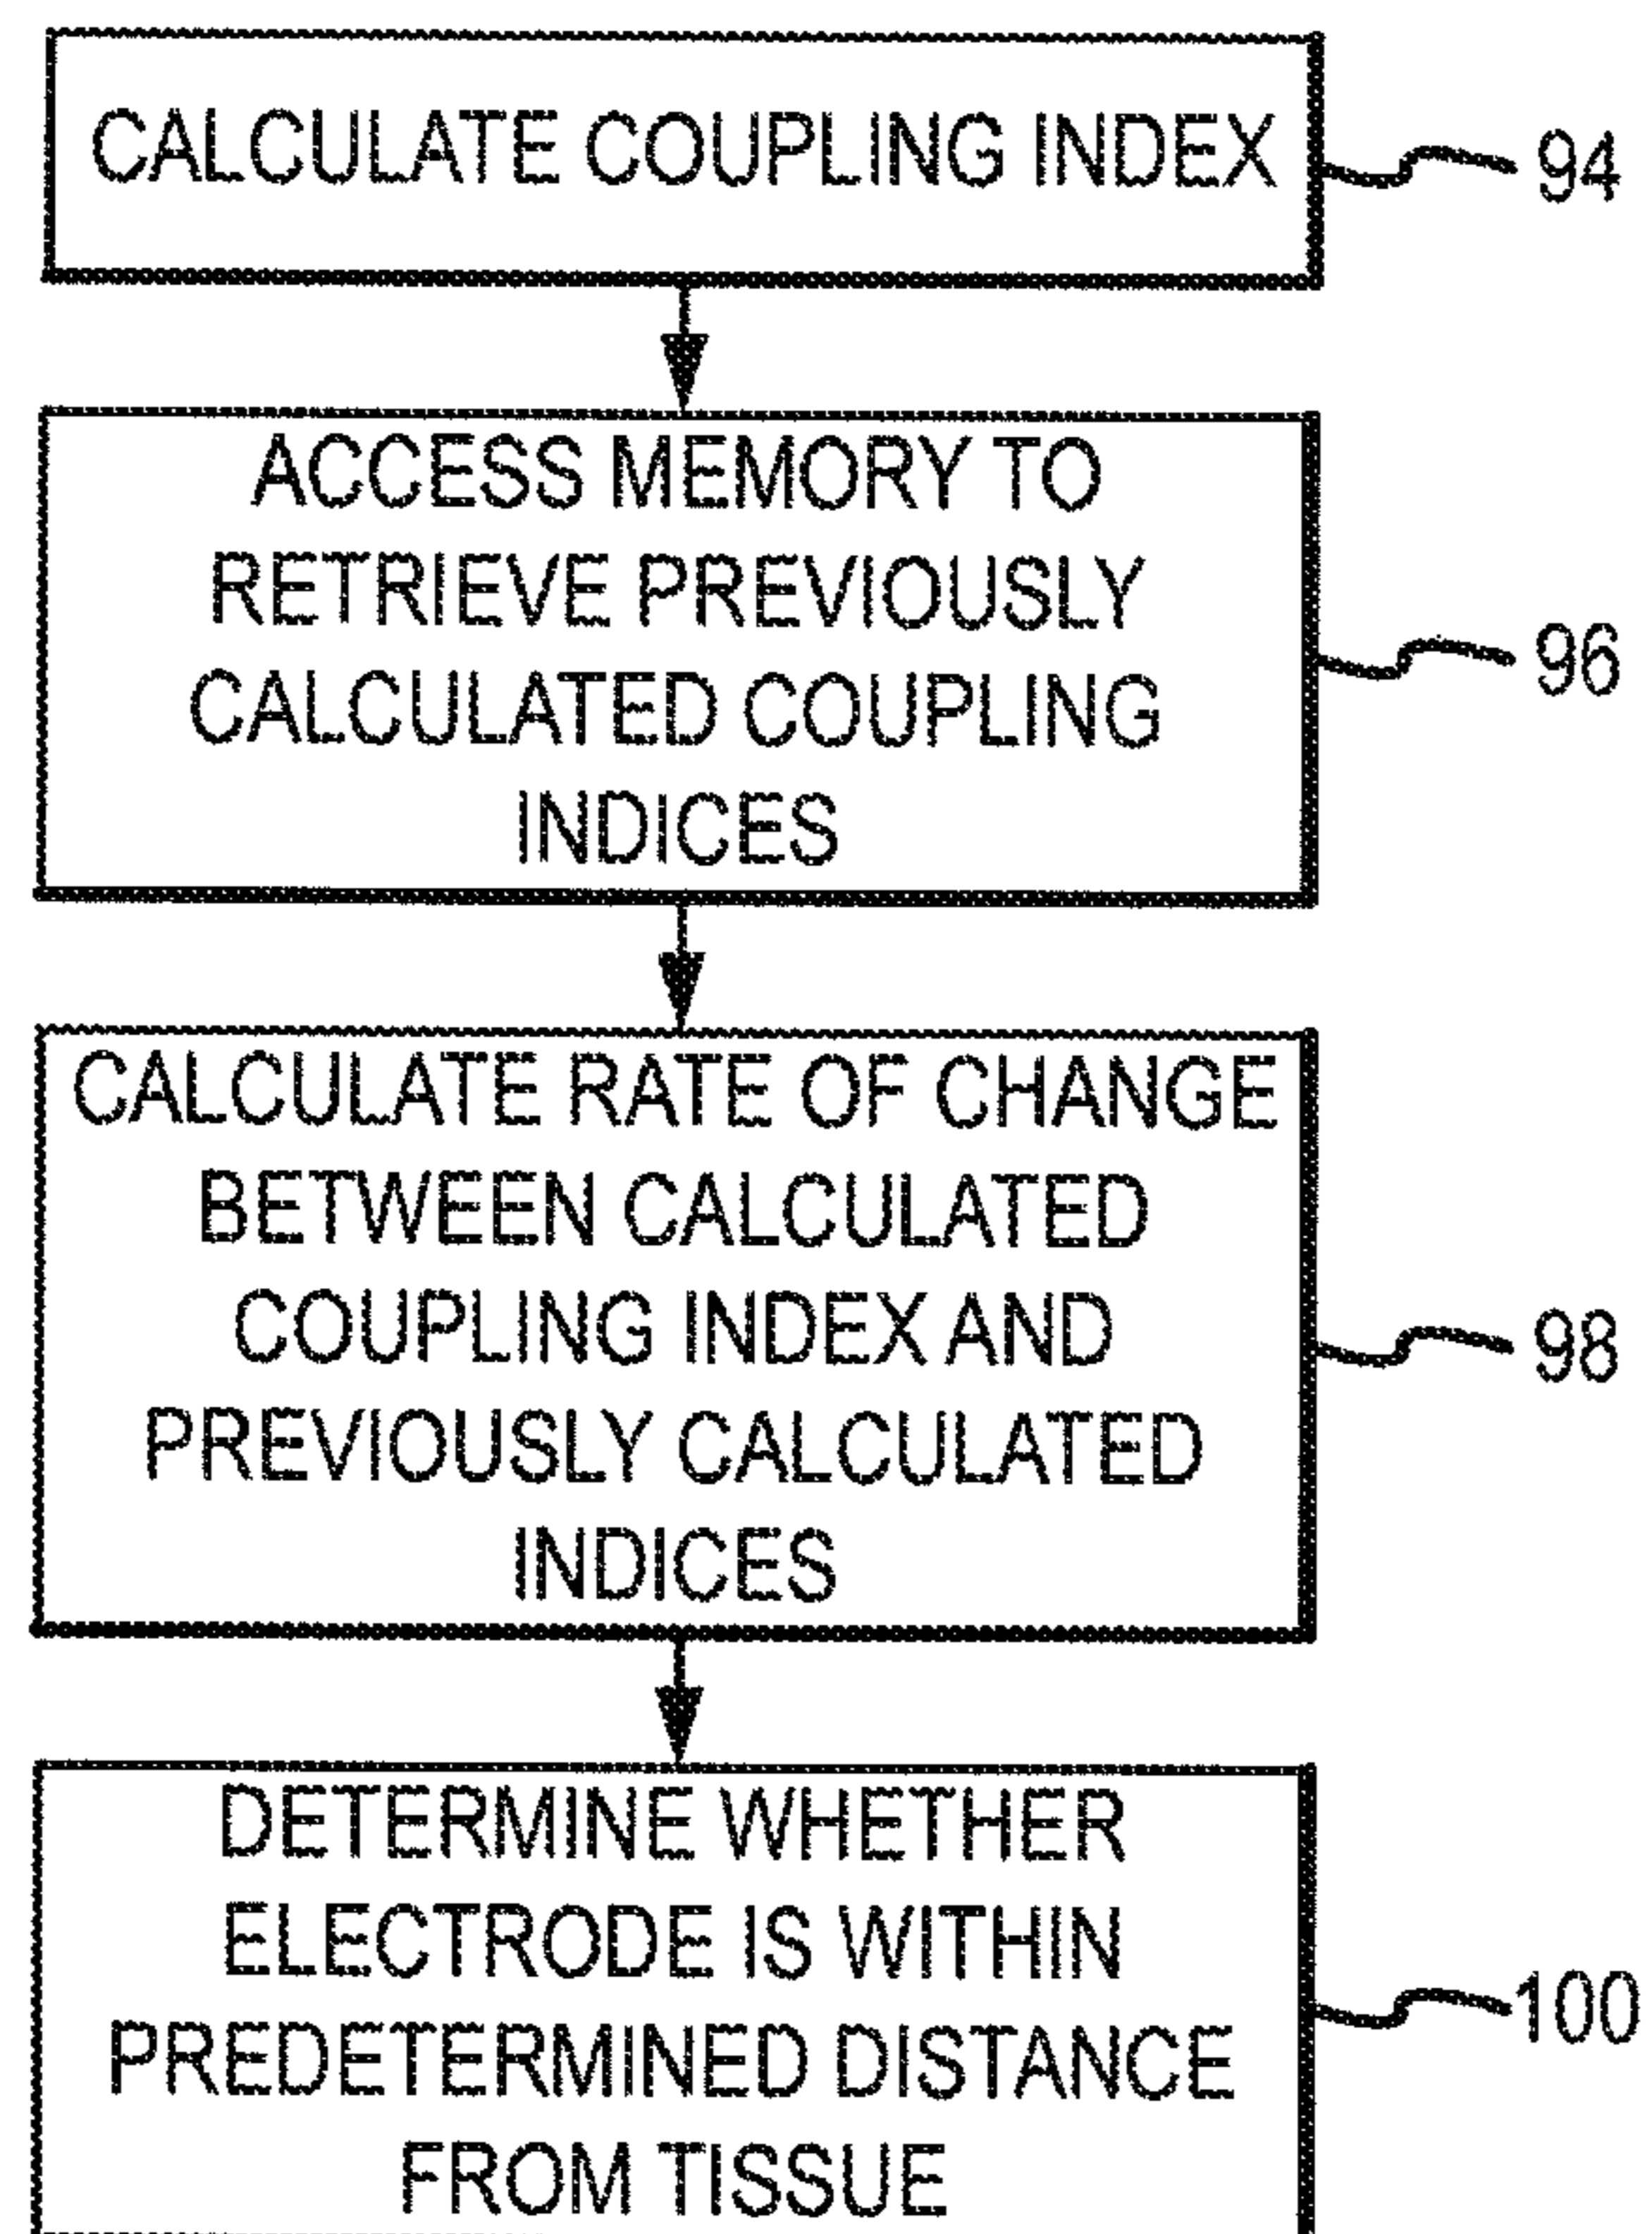 CALCULATE COUPLING INDEX
94
ACCESS MEMORY TO
RETRIEVE PREVIOUSLY
CALCULATED COUPLING
INDICES
96
CALCULATE RATE OF CHANGE
BETWEEN CALCULATED
COUPLING INDEX AND
PREVIOUSLY CALCULATED
INDICES
98
DETERMINE WHETHER
ELECTRODE IS WITHIN
PREDETERMINED DISTANCE
FROM TISSUE
100